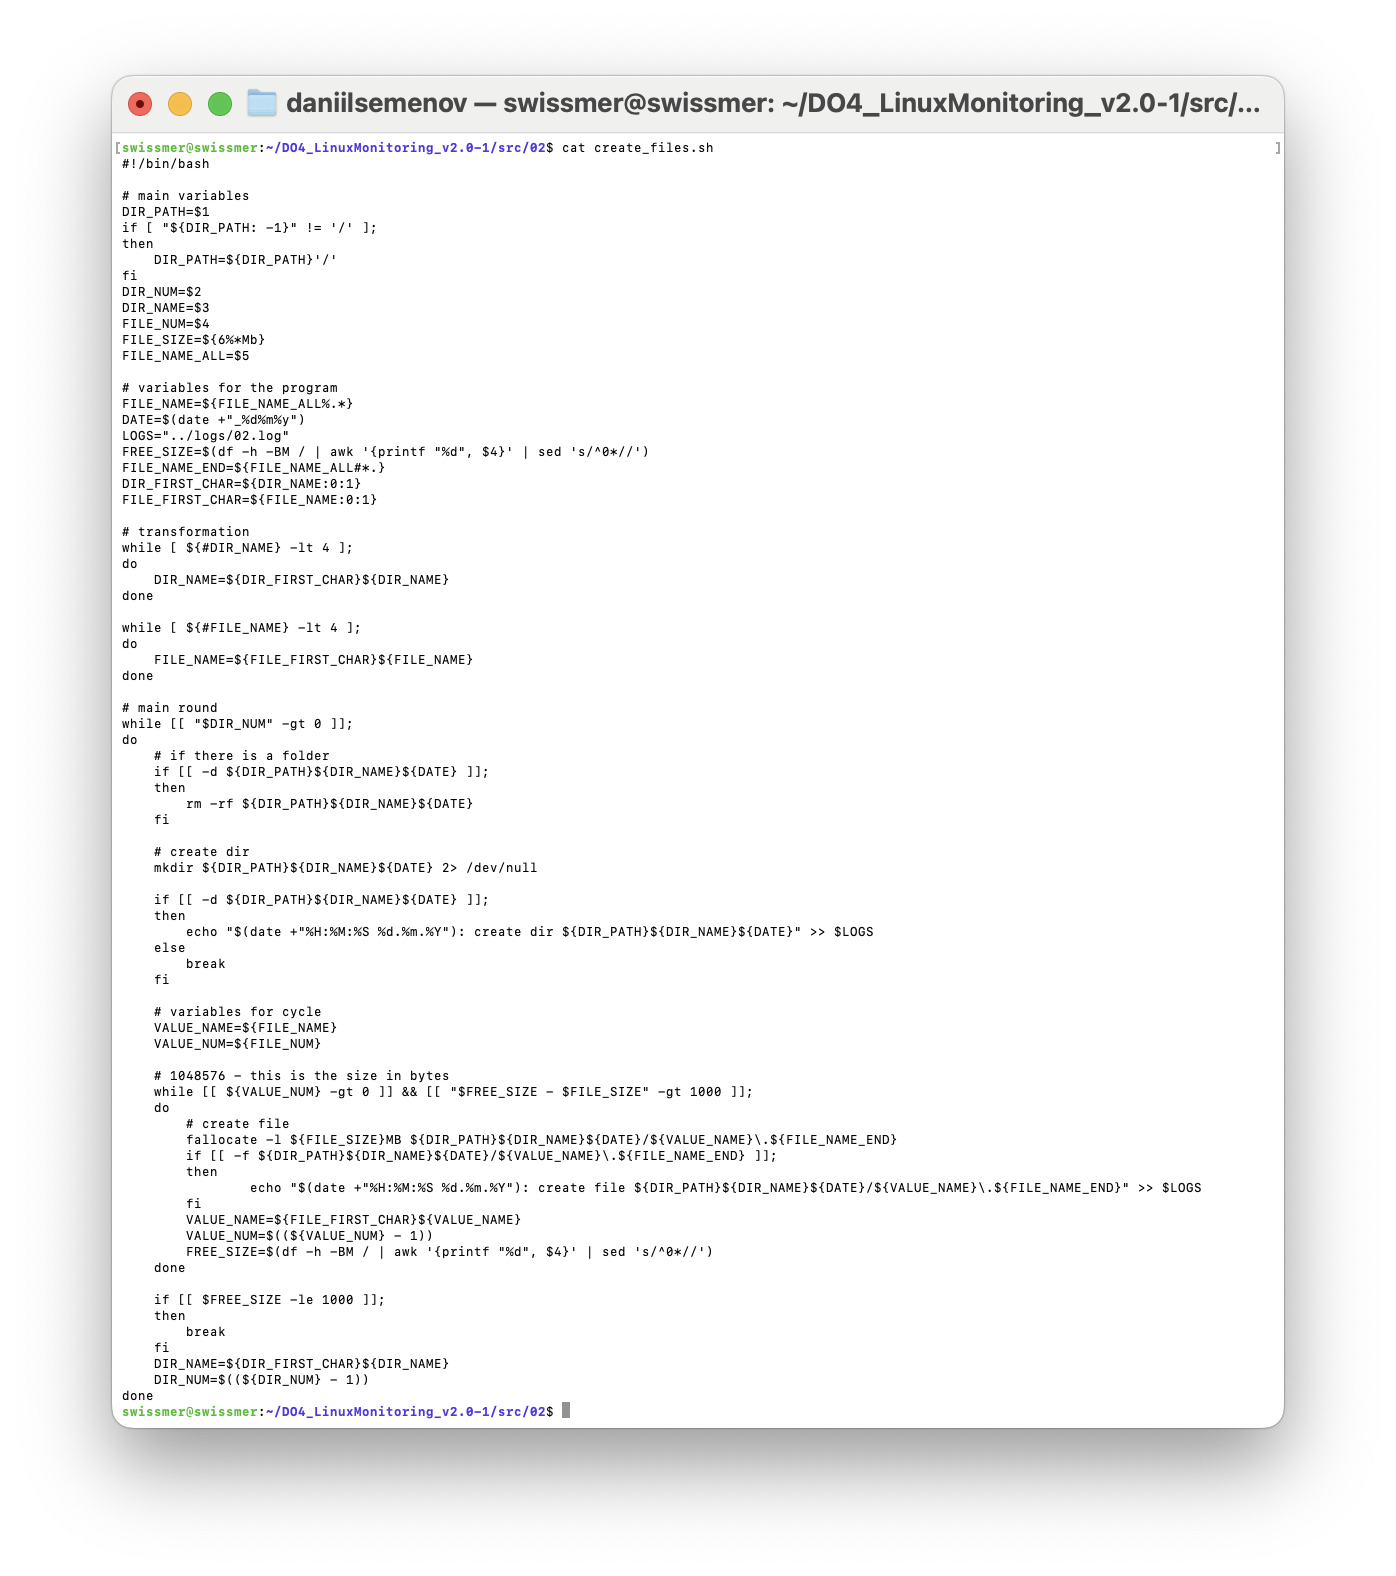 daniilsemenov — swissmer@swissmer: ~/DO4_LinuxMonitoring_v2.0-1/src/...
[swissmer@swissmer:~/DO4_LinuxMonitoring_v2.0-1/src/02$ cat create_files.sh ]
#!/bin/bash

# main variables
DIR_PATH=$1
if [ "${DIR_PATH: -1}" != '/' ];
then
    DIR_PATH=${DIR_PATH}'/'
fi
DIR_NUM=$2
DIR_NAME=$3
FILE_NUM=$4
FILE_SIZE=${6%*Mb}
FILE_NAME_ALL=$5

# variables for the program
FILE_NAME=${FILE_NAME_ALL%.*}
DATE=$(date +"_%d%m%y")
LOGS="../logs/02.log"
FREE_SIZE=$(df -h -BM / | awk '{printf "%d", $4}' | sed 's/^0*//')
FILE_NAME_END=${FILE_NAME_ALL#*.}
DIR_FIRST_CHAR=${DIR_NAME:0:1}
FILE_FIRST_CHAR=${FILE_NAME:0:1}

# transformation
while [ ${#DIR_NAME} -lt 4 ];
do
    DIR_NAME=${DIR_FIRST_CHAR}${DIR_NAME}
done

while [ ${#FILE_NAME} -lt 4 ];
do
    FILE_NAME=${FILE_FIRST_CHAR}${FILE_NAME}
done

# main round
while [[ "$DIR_NUM" -gt 0 ]];
do
    # if there is a folder
    if [[ -d ${DIR_PATH}${DIR_NAME}${DATE} ]];
    then
        rm -rf ${DIR_PATH}${DIR_NAME}${DATE}
    fi

    # create dir
    mkdir ${DIR_PATH}${DIR_NAME}${DATE} 2> /dev/null

    if [[ -d ${DIR_PATH}${DIR_NAME}${DATE} ]];
    then
        echo "$(date +"%H:%M:%S %d.%m.%Y"): create dir ${DIR_PATH}${DIR_NAME}${DATE}" >> $LOGS
    else
        break
    fi

    # variables for cycle
    VALUE_NAME=${FILE_NAME}
    VALUE_NUM=${FILE_NUM}

    # 1048576 - this is the size in bytes
    while [[ ${VALUE_NUM} -gt 0 ]] && [[ "$FREE_SIZE - $FILE_SIZE" -gt 1000 ]];
    do
        # create file
        fallocate -l ${FILE_SIZE}MB ${DIR_PATH}${DIR_NAME}${DATE}/${VALUE_NAME}\.${FILE_NAME_END}
        if [[ -f ${DIR_PATH}${DIR_NAME}${DATE}/${VALUE_NAME}\.${FILE_NAME_END} ]];
        then
                echo "$(date +"%H:%M:%S %d.%m.%Y"): create file ${DIR_PATH}${DIR_NAME}${DATE}/${VALUE_NAME}\.${FILE_NAME_END}" >> $LOGS
        fi
        VALUE_NAME=${FILE_FIRST_CHAR}${VALUE_NAME}
        VALUE_NUM=$((${VALUE_NUM} - 1))
        FREE_SIZE=$(df -h -BM / | awk '{printf "%d", $4}' | sed 's/^0*//')
    done

    if [[ $FREE_SIZE -le 1000 ]];
    then
        break
    fi
    DIR_NAME=${DIR_FIRST_CHAR}${DIR_NAME}
    DIR_NUM=$((${DIR_NUM} - 1))
done
swissmer@swissmer:~/DO4_LinuxMonitoring_v2.0-1/src/02$